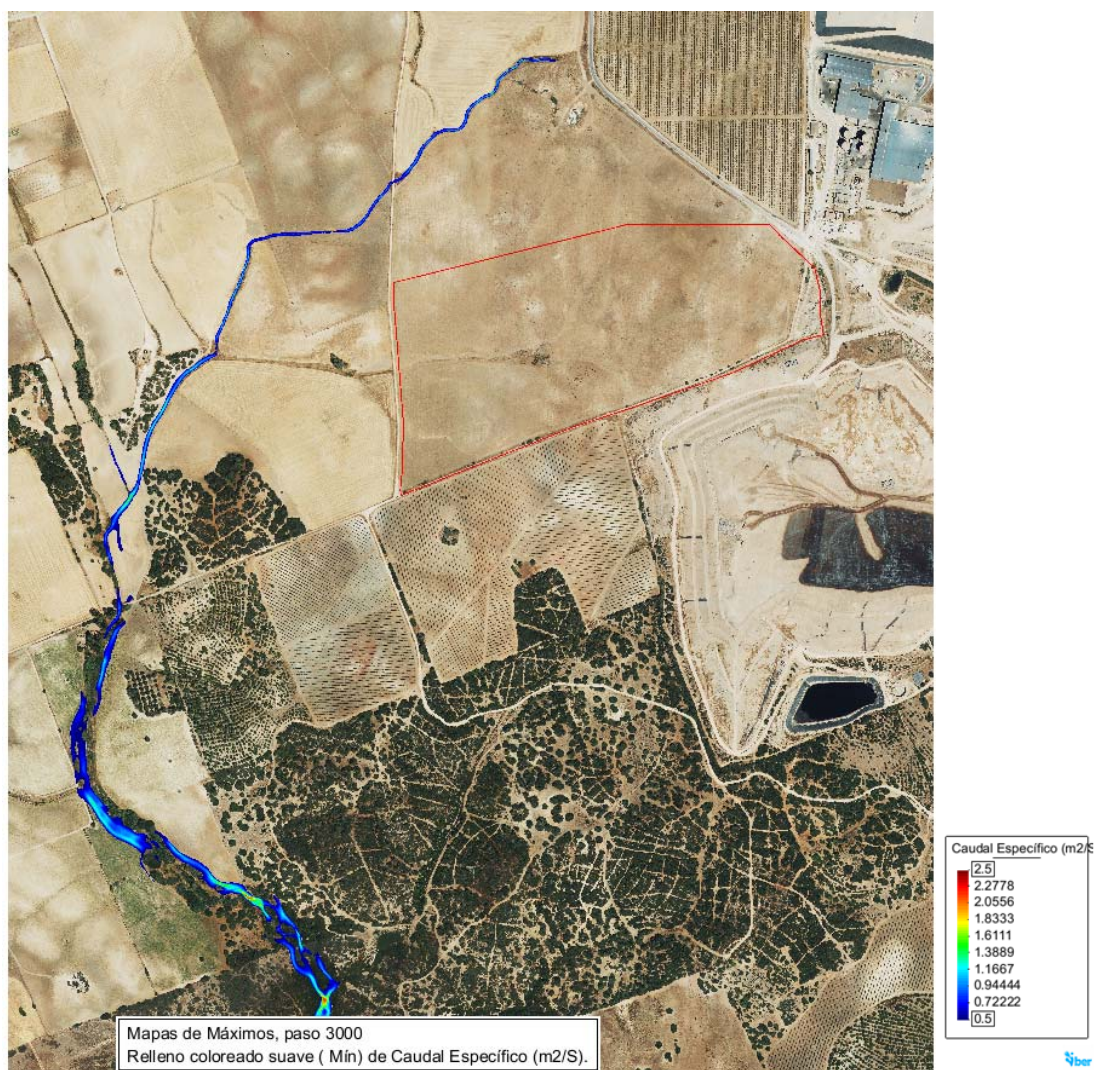 Caudal Específico (m2/S
2.5
2.2778
2.0556
1.8333
1.6111
1.3889
1.1667
0.94444
0.72222
0.5
Mapas de Máximos, paso 3000
Relleno coloreado suave ( Mín) de Caudal Específico (m2/S).
iber